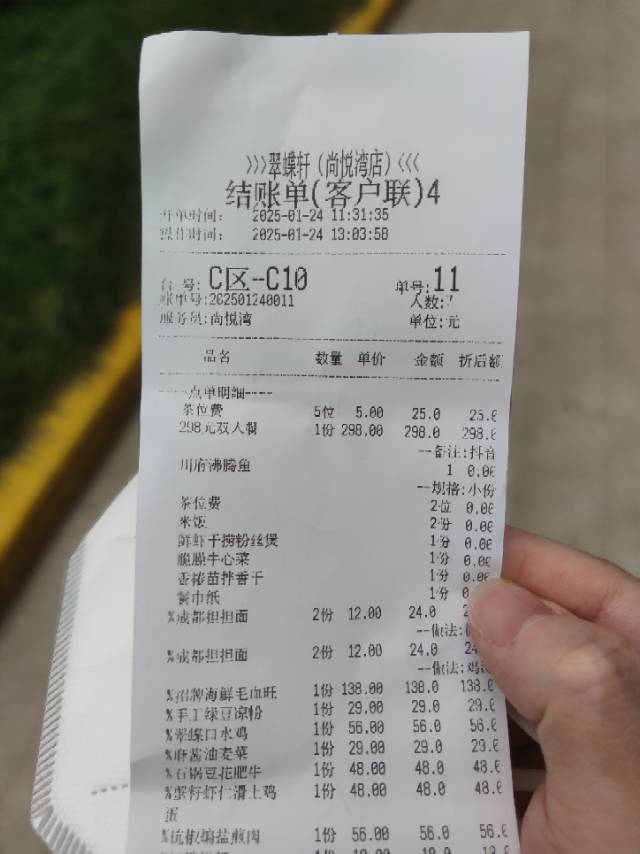 >>>翠蝶轩(尚悦湾店)<<<
结账单(客户联)4
开单时间: 2025-01-24 11:31:35
操作时间: 2025-01-24 13:03:58
台 号: C区--C10 单号: 11
账单号:202501240011 人数:7
服务员:尚悦湾 单位:元
品名 数量 单价 金额 折后额
----点单明细----
茶位费 5位 5.00 25.0 25.0
298元双人餐 1份 298.00 298.0 298.0
--备注:抖音
川府沸腾鱼 1 0.00
--规格:小份
茶位费 2位 0.00
米饭 2份 0.00
鲜虾干捞粉丝煲 1份 0.00
脆臊牛心菜 1份 0.00
香椿苗拌香干 1份 0.00
餐巾纸 1份 0
%成都担担面 2份 12.00 24.0 2
--做法:
%成都担担面 2份 12.00 24.0 24
--做法:鸡
%招牌海鲜毛血旺 1份 138.00 138.0 138.0
%手工绿豆凉粉 1份 29.00 29.0 29.0
%翠蝶口水鸡 1份 56.00 56.0 56.0
%麻酱油麦菜 1份 29.00 29.0 29.0
%石锅豆花肥牛 1份 48.00 48.0 48.0
%蟹籽虾仁滑土鸡 1份 48.00 48.0 48.0
蛋
%杭椒煸盐煎肉 1份 56.00 56.0 56.0